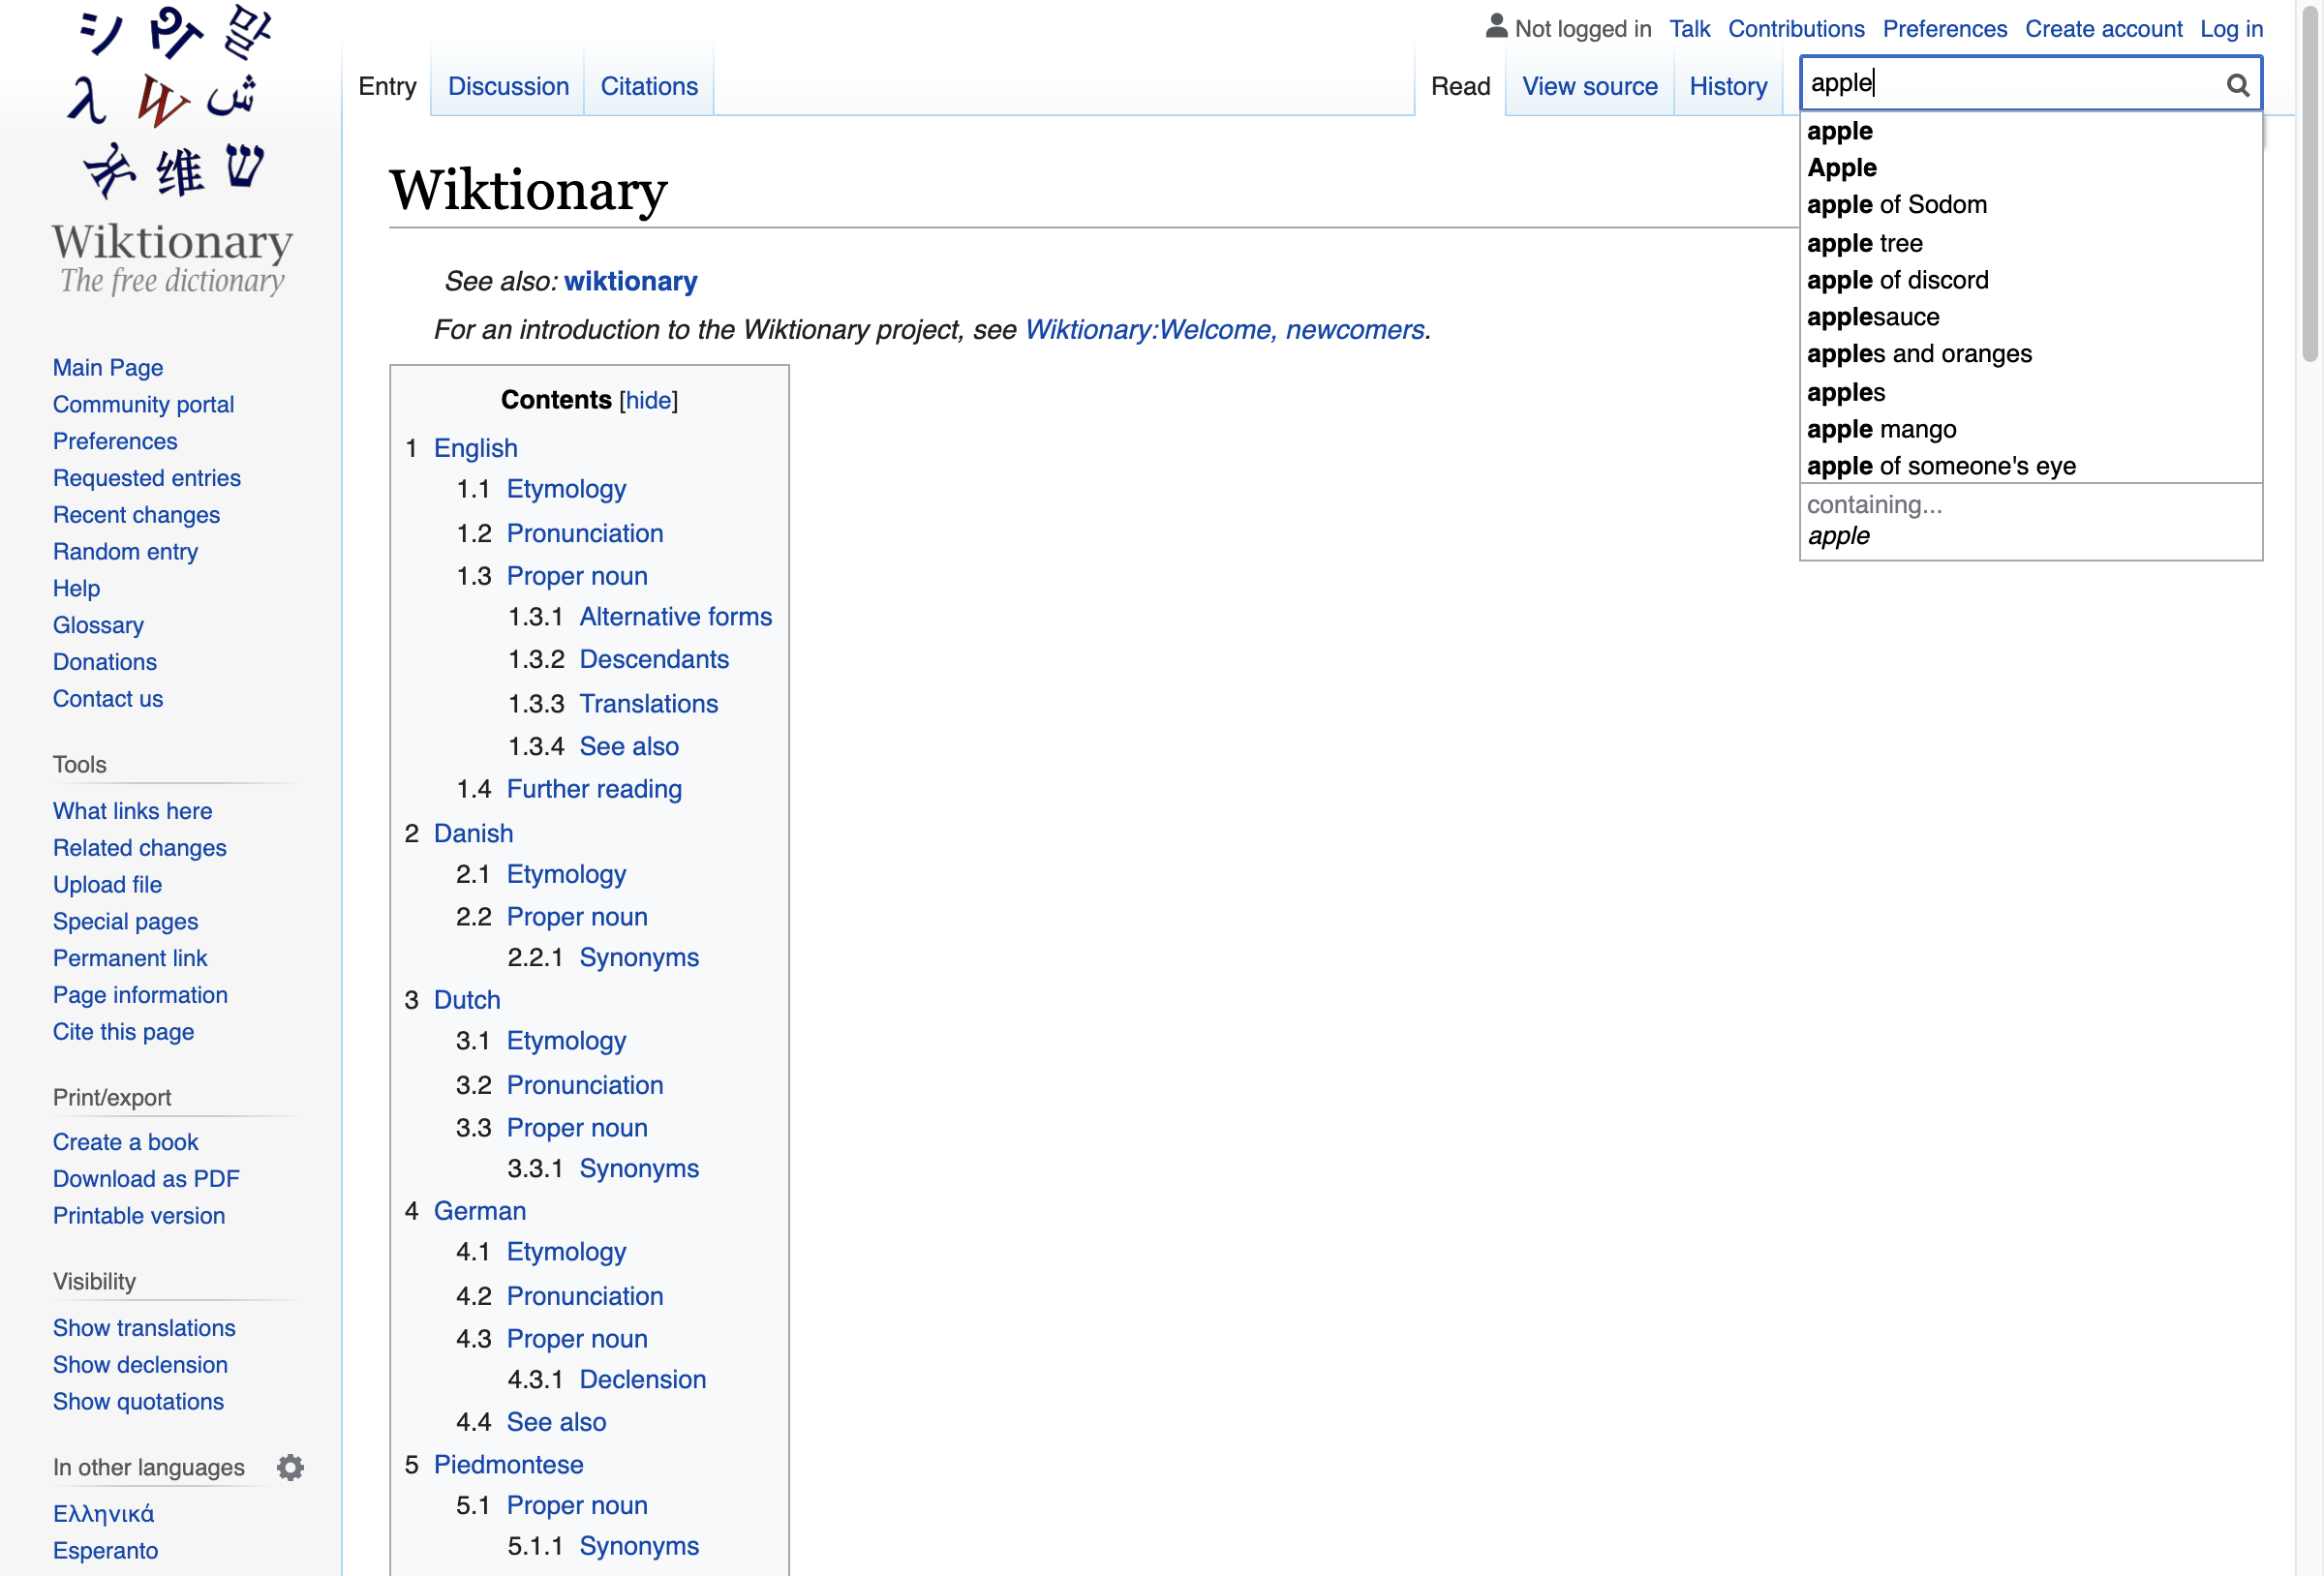 シ 말
λ W ش
维 ש
Wiktionary
The free dictionary
Main Page
Community portal
Preferences
Requested entries
Recent changes
Random entry
Help
Glossary
Donations
Contact us
Tools
What links here
Related changes
Upload file
Special pages
Permanent link
Page information
Cite this page
Print/export
Create a book
Download as PDF
Printable version
Visibility
Show translations
Show declension
Show quotations
In other languages
Ελληνικά
Esperanto
Not logged in Talk Contributions Preferences Create account Log in
Entry Discussion Citations Read View source History
apple
apple
Apple
apple of Sodom
apple tree
apple of discord
applesauce
apples and oranges
apples
apple mango
apple of someone's eye
containing...
apple
Wiktionary
See also: wiktionary
For an introduction to the Wiktionary project, see Wiktionary:Welcome, newcomers.
Contents [hide]
1 English
1.1 Etymology
1.2 Pronunciation
1.3 Proper noun
1.3.1 Alternative forms
1.3.2 Descendants
1.3.3 Translations
1.3.4 See also
1.4 Further reading
2 Danish
2.1 Etymology
2.2 Proper noun
2.2.1 Synonyms
3 Dutch
3.1 Etymology
3.2 Pronunciation
3.3 Proper noun
3.3.1 Synonyms
4 German
4.1 Etymology
4.2 Pronunciation
4.3 Proper noun
4.3.1 Declension
4.4 See also
5 Piedmontese
5.1 Proper noun
5.1.1 Synonyms